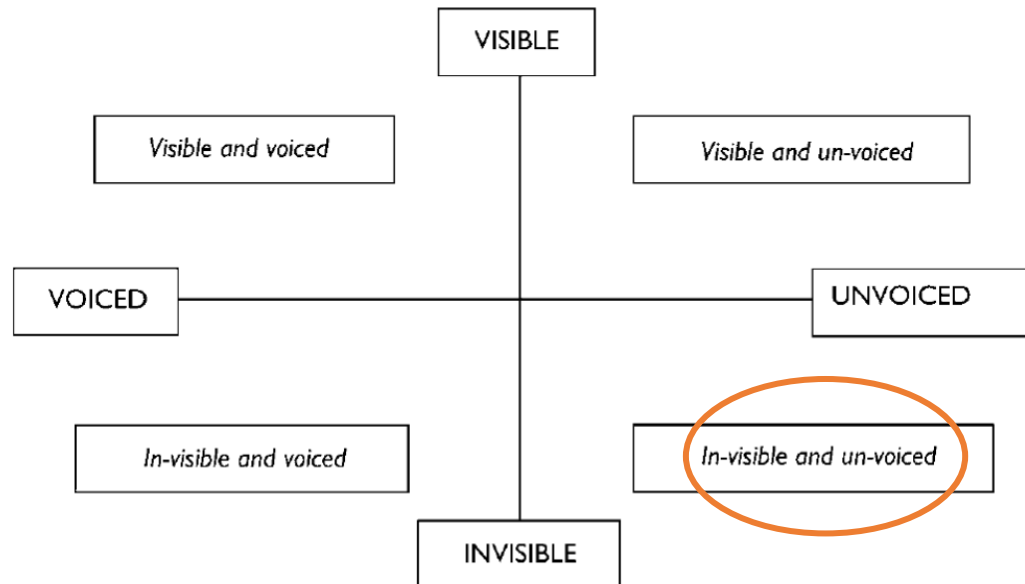 VISIBLE
Visible and voiced
Visible and un-voiced
VOICED
UNVOICED
In-visible and voiced
In-visible and un-voiced
INVISIBLE